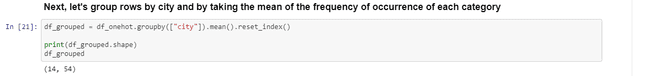 Next, let's group rows by city and by taking the mean of the frequency of occurrence of each category
In [21]: df_grouped = df_onehot.groupby(["city"]).mean().reset_index()
print(df_grouped.shape)
df_grouped
(14, 54)